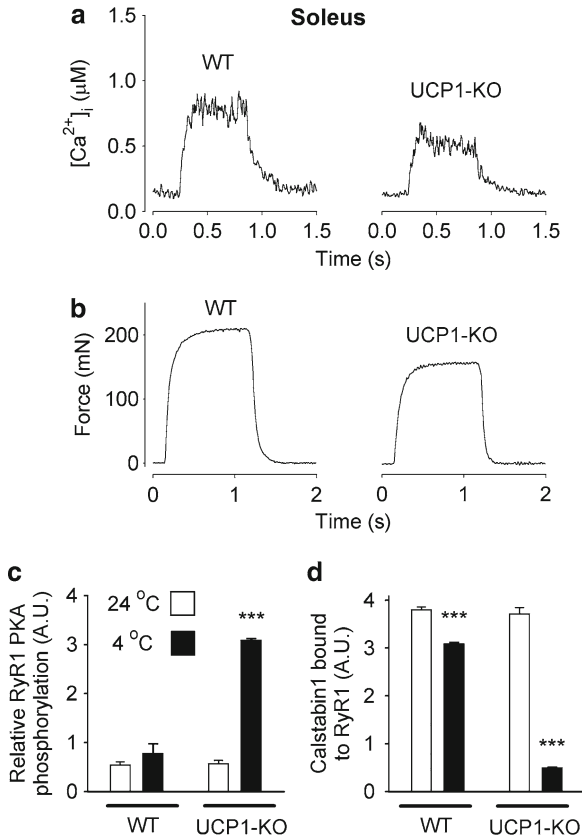 a
Soleus
WT
UCP1-KO
[Ca2+]i (μM)
1.5
1.0
0.5
0.0
0.0 0.5 1.0 1.5
0.0 0.5 1.0 1.5
Time (s)
b
WT
UCP1-KO
Force (mN)
200
100
0
0 1 2
0 1 2
Time (s)
c
Relative RyR1 PKA
phosphorylation (A.U.)
4
3
2
1
0
24 °C
4 °C
***
WT UCP1-KO
d
Calstabin1 bound
to RyR1 (A.U.)
4
3
2
1
0
***
***
WT UCP1-KO